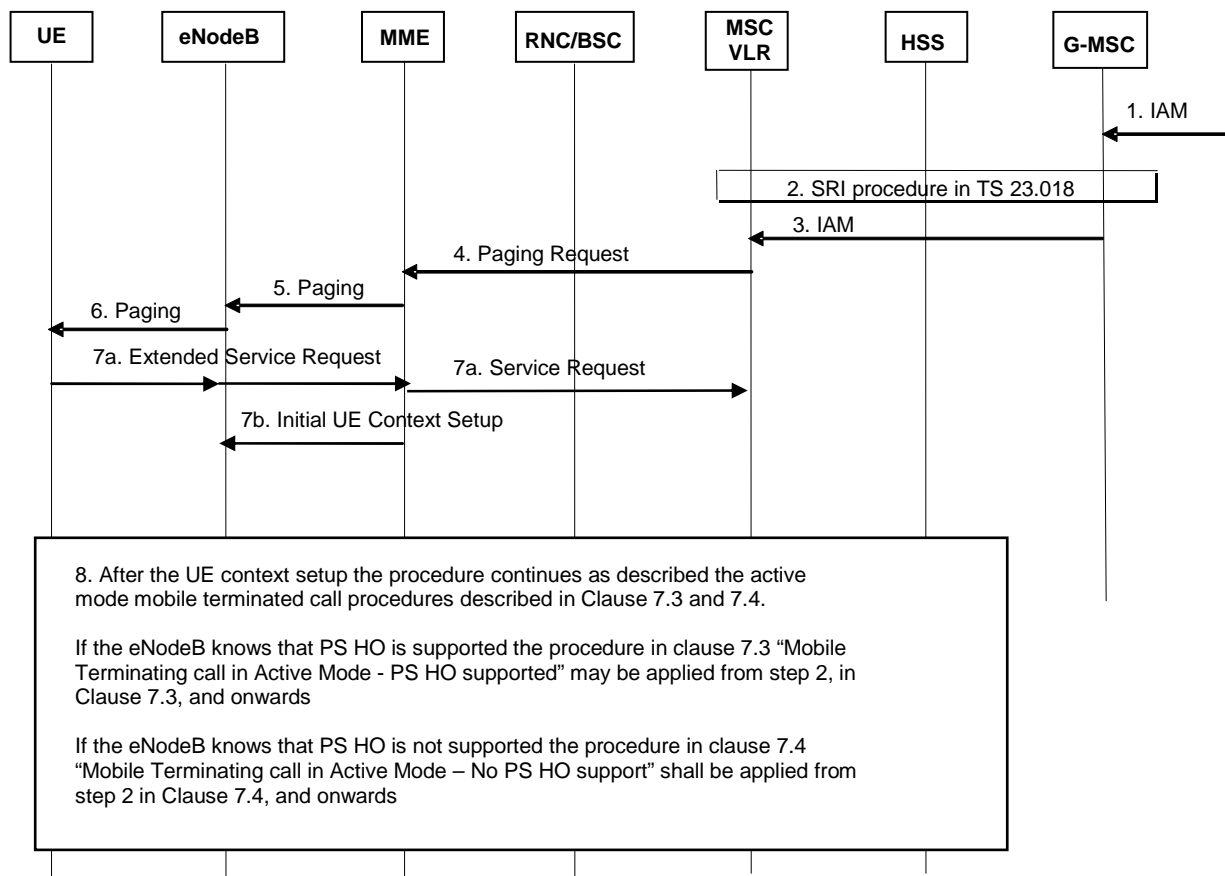 UE
eNodeB
MME
RNC/BSC
MSC
VLR
HSS
G-MSC
1. IAM
2. SRI procedure in TS 23.018
3. IAM
4. Paging Request
5. Paging
6. Paging
7a. Extended Service Request
7a. Service Request
7b. Initial UE Context Setup
8. After the UE context setup the procedure continues as described the active
mode mobile terminated call procedures described in Clause 7.3 and 7.4.
If the eNodeB knows that PS HO is supported the procedure in clause 7.3 “Mobile
Terminating call in Active Mode - PS HO supported” may be applied from step 2, in
Clause 7.3, and onwards
If the eNodeB knows that PS HO is not supported the procedure in clause 7.4
“Mobile Terminating call in Active Mode – No PS HO support” shall be applied from
step 2 in Clause 7.4, and onwards